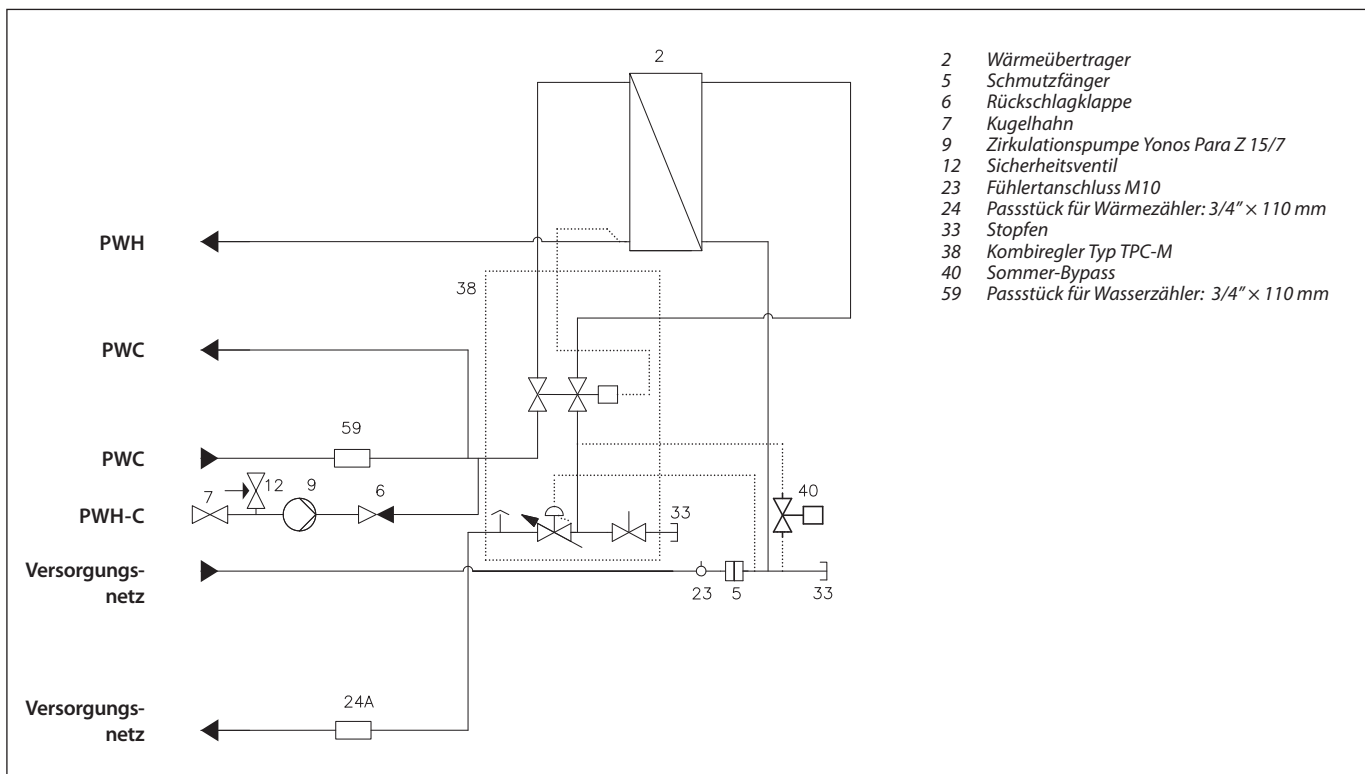 2
2 Wärmeübertrager
5 Schmutzfänger
6 Rückschlagklappe
7 Kugelhahn
9 Zirkulationspumpe Yonos Para Z 15/7
12 Sicherheitsventil
23 Fühlertanschluss M10
24 Passstück für Wärmezähler: 3/4" × 110 mm
33 Stopfen
38 Kombiregler Typ TPC-M
40 Sommer-Bypass
59 Passstück für Wasserzähler: 3/4" × 110 mm
PWH
38
PWC
59
PWC
7 12 9 6
40
PWH-C
33
Versorgungs-
netz
23 5 33
24A
Versorgungs-
netz